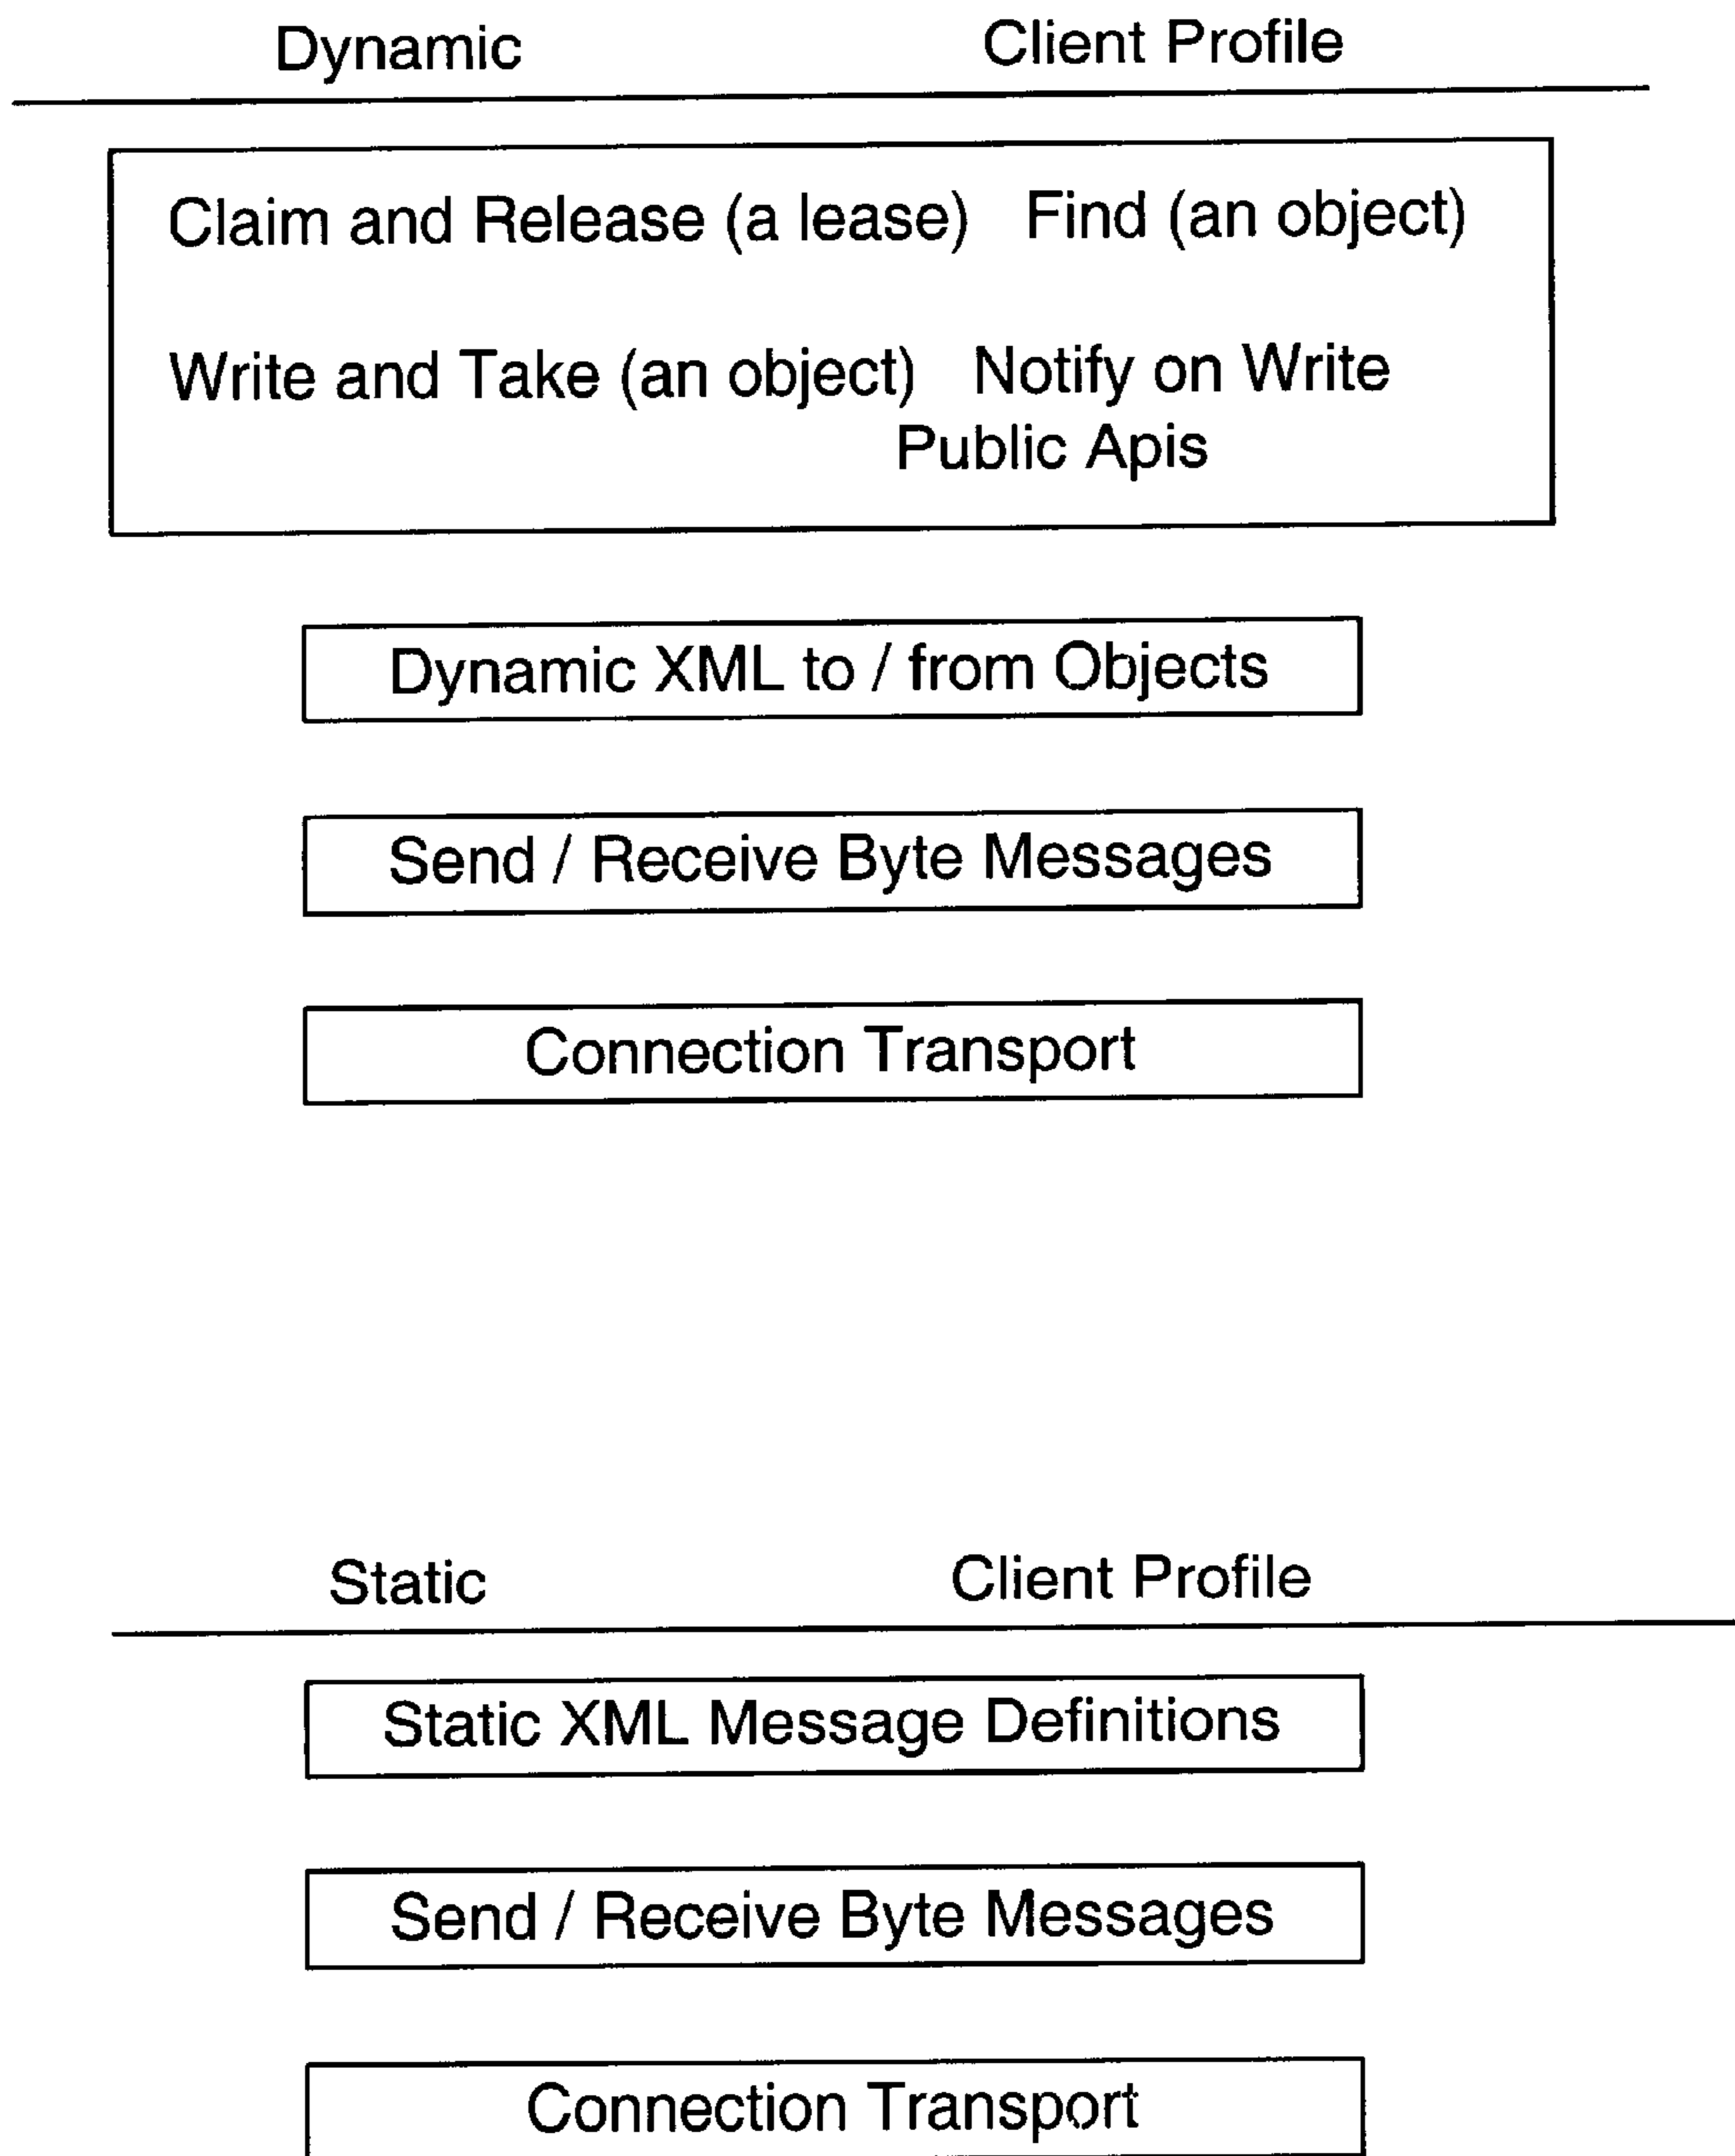 Dynamic Client Profile
Claim and Release (a lease) Find (an object)
Write and Take (an object) Notify on Write
Public Apis
Dynamic XML to / from Objects
Send / Receive Byte Messages
Connection Transport
Static Client Profile
Static XML Message Definitions
Send / Receive Byte Messages
Connection Transport